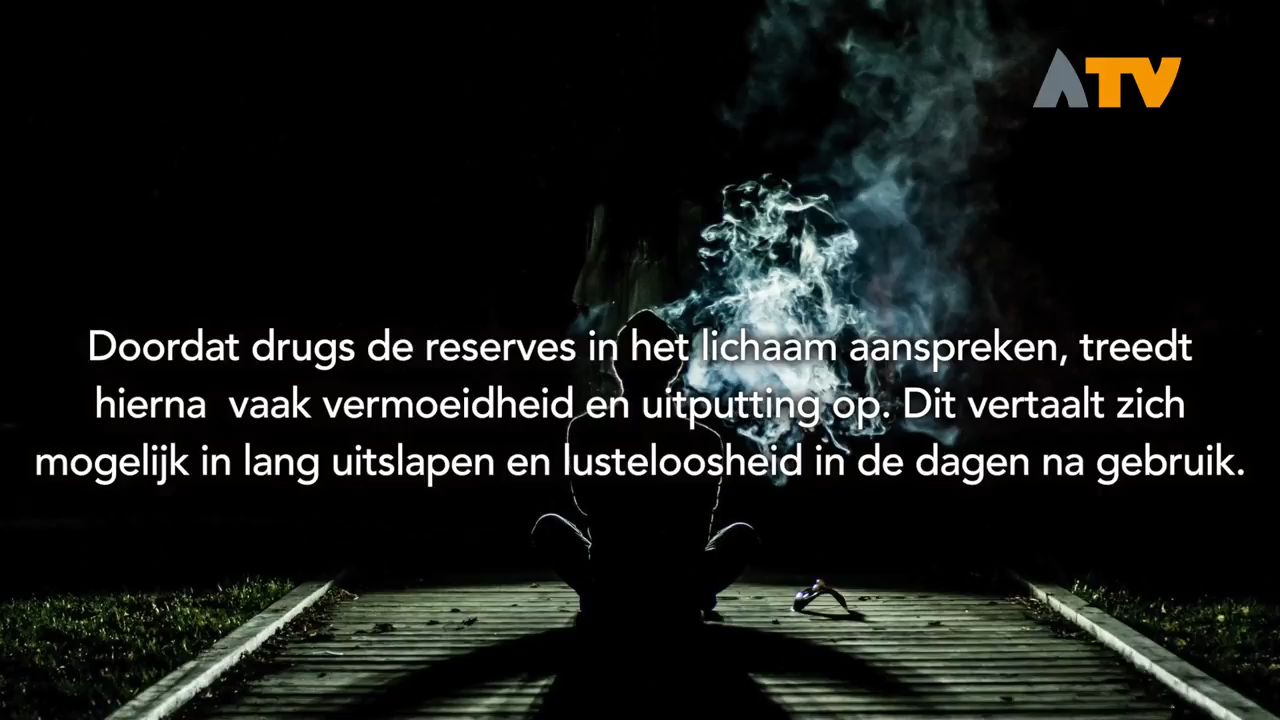 ATV
Doordat drugs de reserves in het lichaam aanspreken, treedt
hierna  vaak vermoeidheid en uitputting op. Dit vertaalt zich
mogelijk in lang uitslapen en lusteloosheid in de dagen na gebruik.